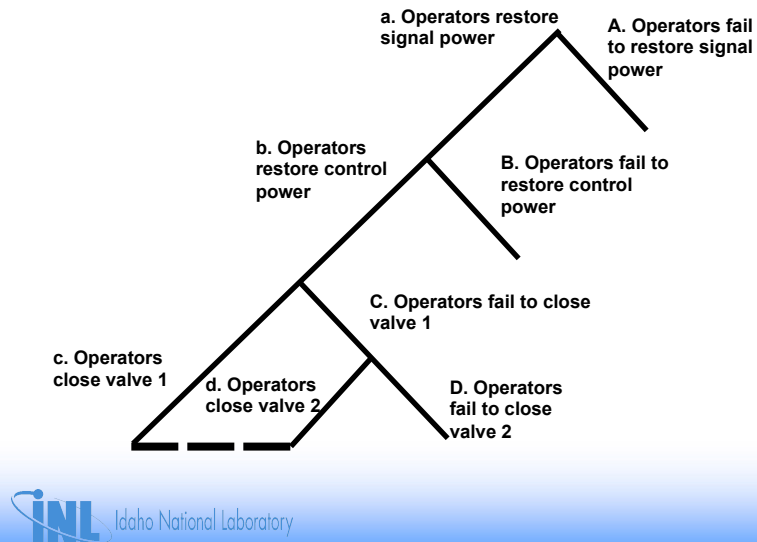 a. Operators restore
signal power
A. Operators fail
to restore signal
power
b. Operators
restore control
power
B. Operators fail to
restore control
power
C. Operators fail to close
valve 1
c. Operators
close valve 1
d. Operators
close valve 2
D. Operators
fail to close
valve 2
INL Idaho National Laboratory